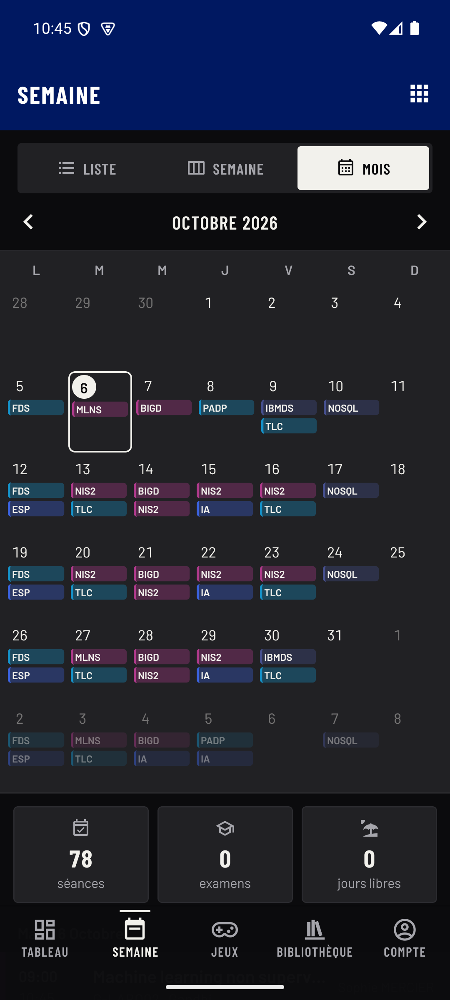 10:45
SEMAINE
LISTE SEMAINE MOIS
OCTOBRE 2026
L M M J V S D
28 29 30 1 2 3 4
5 6 7 8 9 10 11
FDS MLNS BIGD PADP IBMDS NOSQL
TLC
12 13 14 15 16 17 18
FDS NIS2 BIGD NIS2 NIS2 NOSQL
ESP TLC NIS2 IA TLC
19 20 21 22 23 24 25
FDS NIS2 BIGD NIS2 NIS2 NOSQL
ESP TLC NIS2 IA TLC
26 27 28 29 30 31 1
FDS MLNS BIGD NIS2 IBMDS
ESP TLC NIS2 IA TLC
2 3 4 5 6 7 8
FDS MLNS BIGD PADP NOSQL
ESP TLC IA IA
78 0 0
séances examens jours libres
6 Octobre
TABLEAU SEMAINE JEUX BIBLIOTHÈQUE COMPTE
09:00 Machine learning non superv...